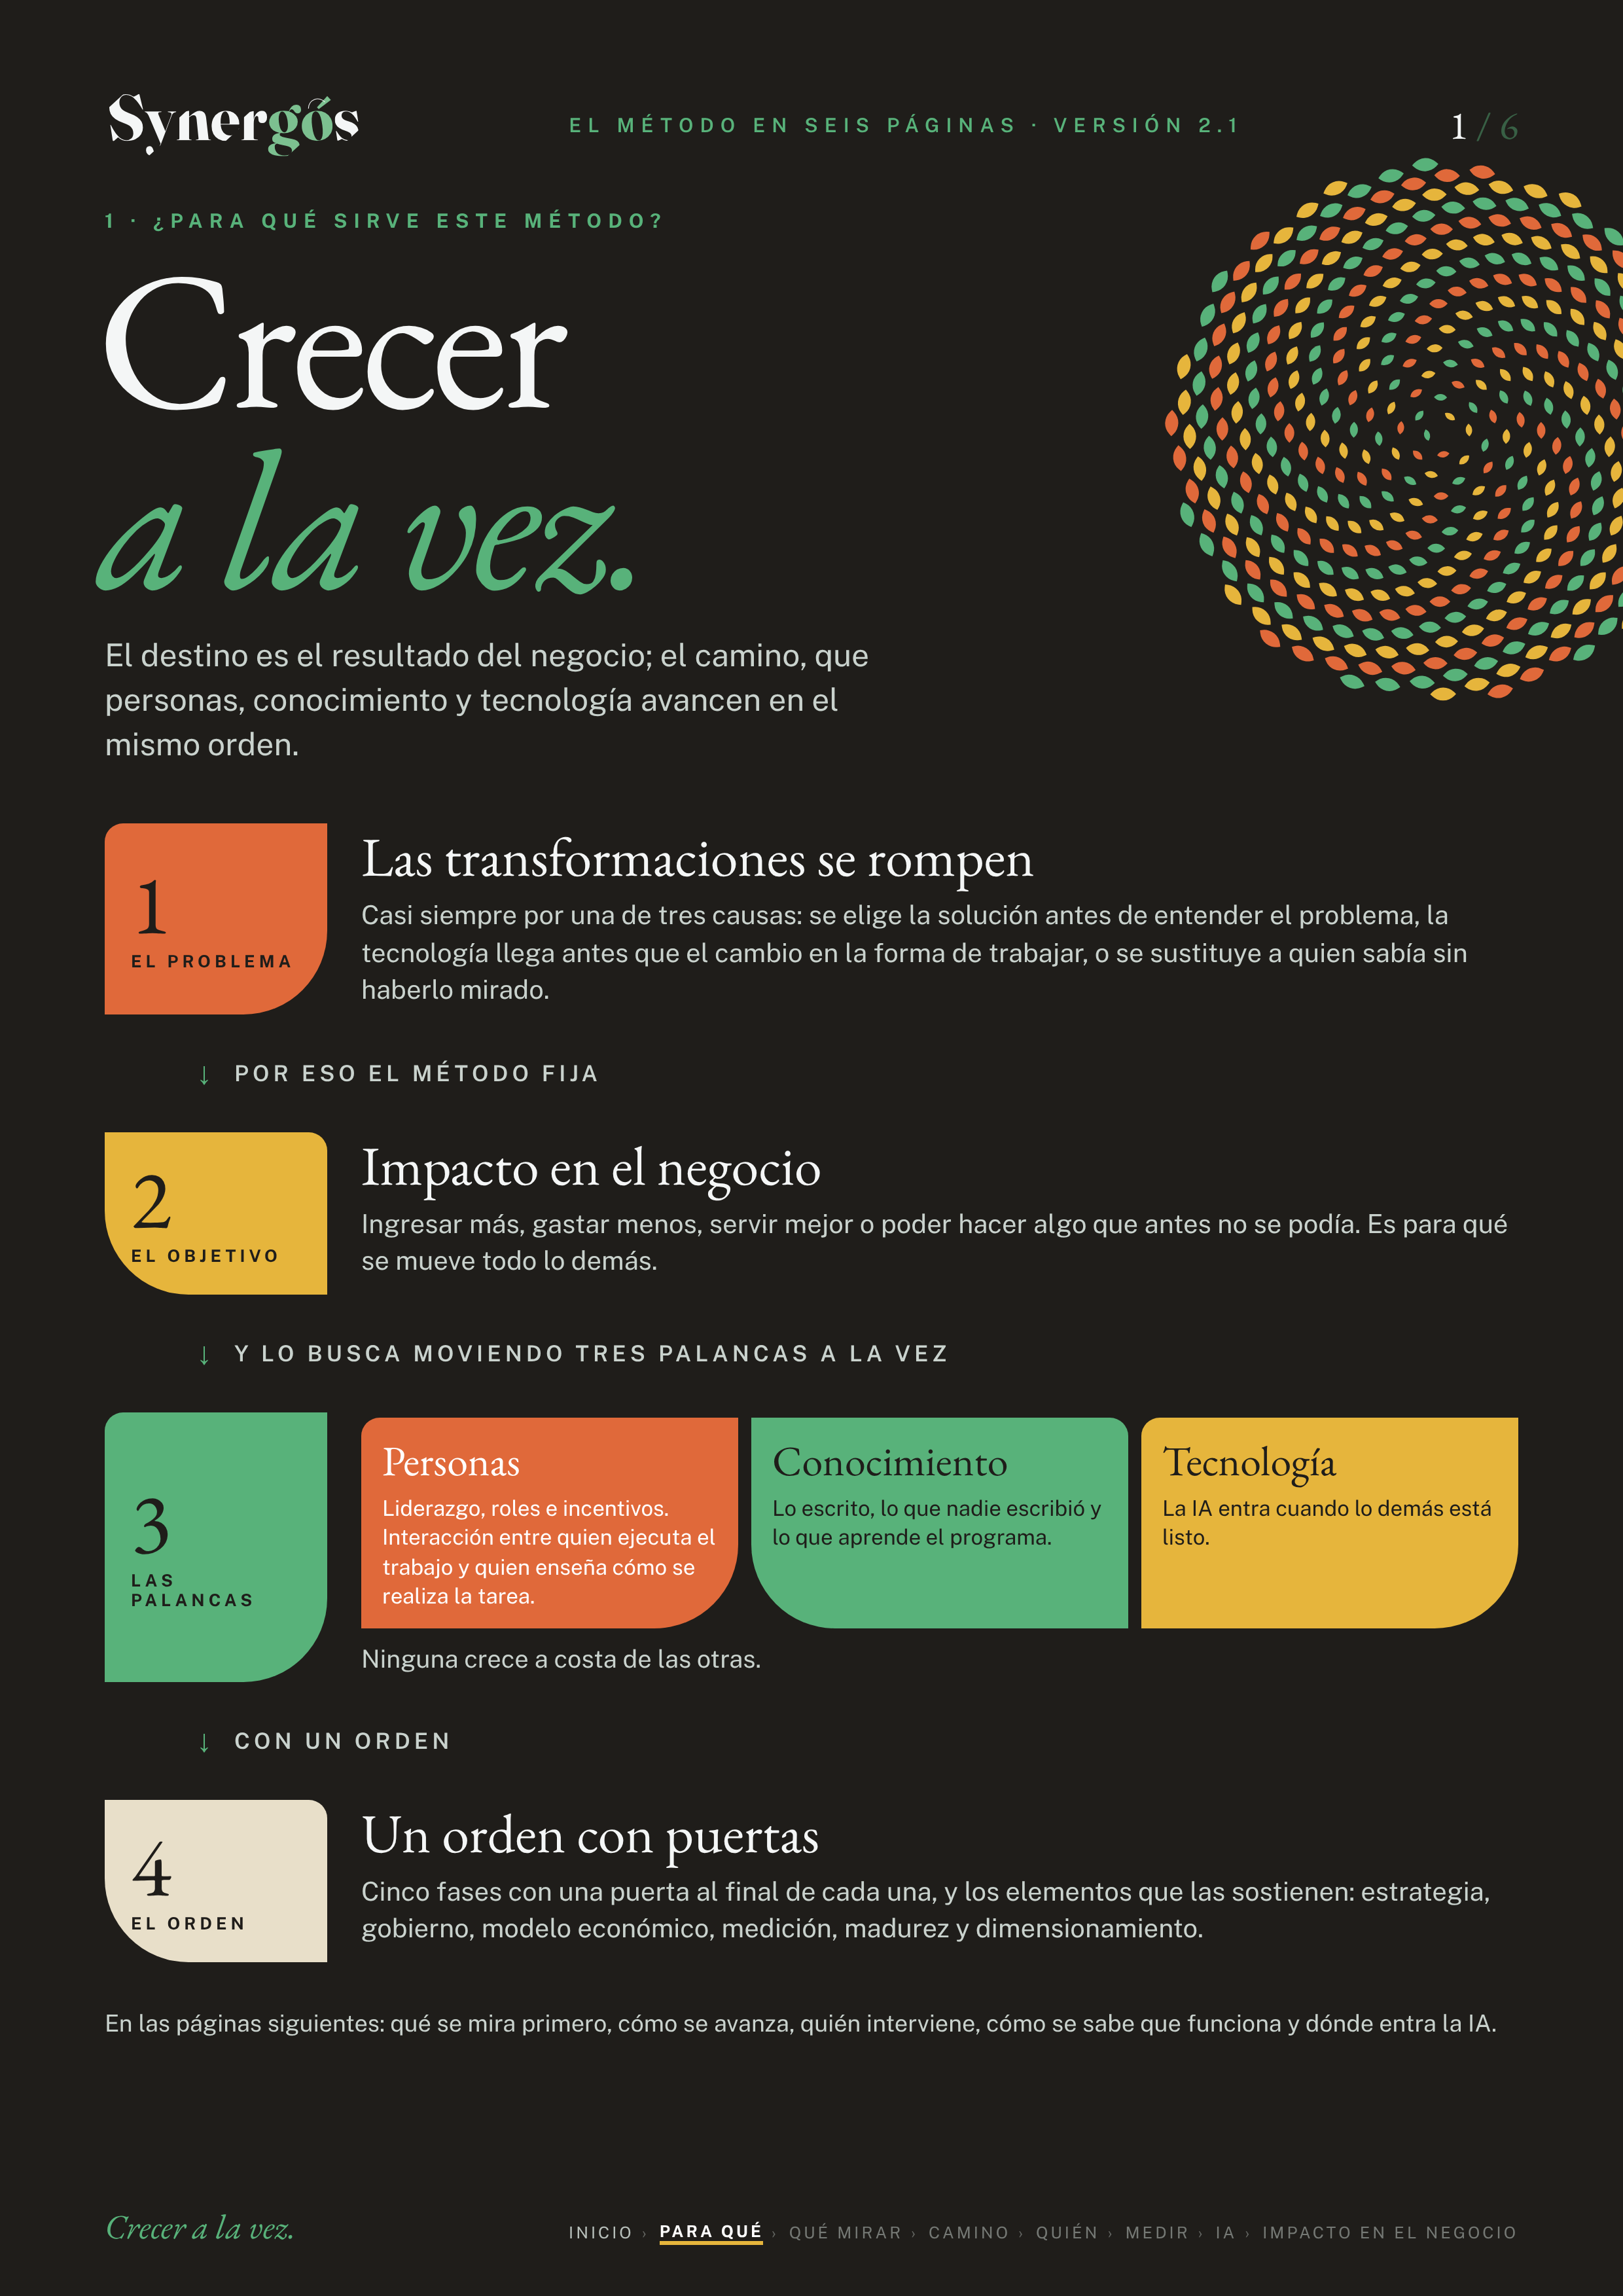 Synergós
EL MÉTODO EN SEIS PÁGINAS · VERSIÓN 2.1
1 / 6
1 · ¿PARA QUÉ SIRVE ESTE MÉTODO?
Crecer
a la vez.
El destino es el resultado del negocio; el camino, que
personas, conocimiento y tecnología avancen en el
mismo orden.
1
EL PROBLEMA
Las transformaciones se rompen
Casi siempre por una de tres causas: se elige la solución antes de entender el problema, la
tecnología llega antes que el cambio en la forma de trabajar, o se sustituye a quien sabía sin
haberlo mirado.
↓ POR ESO EL MÉTODO FIJA
2
EL OBJETIVO
Impacto en el negocio
Ingresar más, gastar menos, servir mejor o poder hacer algo que antes no se podía. Es para qué
se mueve todo lo demás.
↓ Y LO BUSCA MOVIENDO TRES PALANCAS A LA VEZ
3
LAS
PALANCAS
Personas
Liderazgo, roles e incentivos.
Interacción entre quien ejecuta el
trabajo y quien enseña cómo se
realiza la tarea.
Conocimiento
Lo escrito, lo que nadie escribió y
lo que aprende el programa.
Tecnología
La IA entra cuando lo demás está
listo.
Ninguna crece a costa de las otras.
↓ CON UN ORDEN
4
EL ORDEN
Un orden con puertas
Cinco fases con una puerta al final de cada una, y los elementos que las sostienen: estrategia,
gobierno, modelo económico, medición, madurez y dimensionamiento.
En las páginas siguientes: qué se mira primero, cómo se avanza, quién interviene, cómo se sabe que funciona y dónde entra la IA.
Crecer a la vez.
INICIO › PARA QUÉ › QUÉ MIRAR › CAMINO › QUIÉN › MEDIR › IA › IMPACTO EN EL NEGOCIO